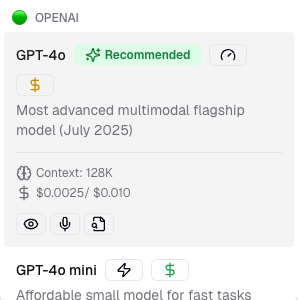 OPENAI
GPT-4o Recommended
$
Most advanced multimodal flagship
model (July 2025)
Context: 128K
$ $0.0025/ $0.010
GPT-4o mini $
Affordable small model for fast tasks